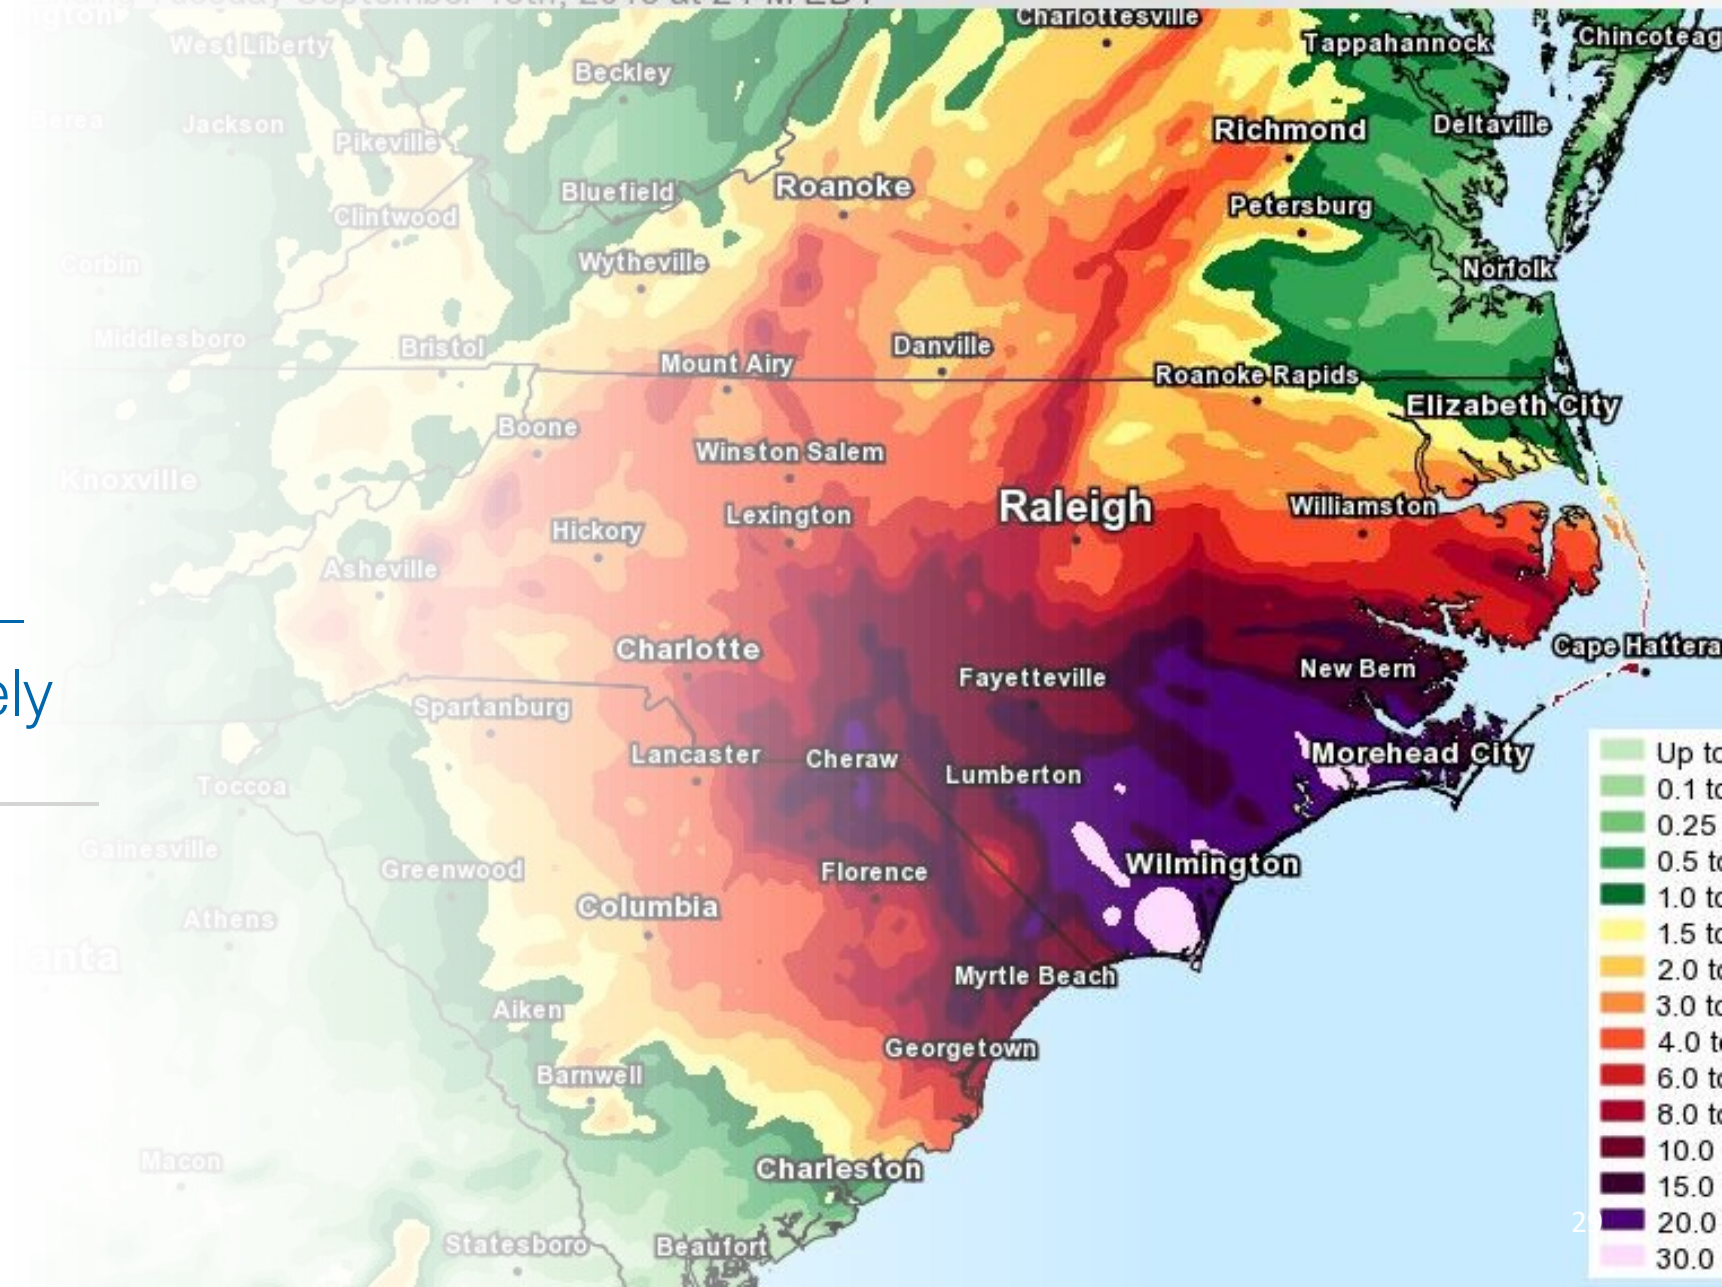 Charlottesville
Tappahannock
Chincoteag
West Liberty
Beckley
Berea
Jackson
Pikeville
Richmond
Deltaville
Roanoke
Bluefield
Clintwood
Petersburg
Corbin
Wytheville
Norfolk
Middlesboro
Bristol
Mount Airy
Danville
Roanoke Rapids
Elizabeth City
Boone
Winston Salem
Knoxville
Raleigh
Williamston
Hickory
Lexington
Asheville
Charlotte
Cape Hattera
Fayetteville
New Bern
ely
Spartanburg
Lancaster
Cheraw
Lumberton
Morehead City
Toccoa
Gainesville
Greenwood
Florence
Wilmington
Columbia
Athens
anta
Myrtle Beach
Aiken
Georgetown
Barnwell
Macon
Charleston
Statesboro
Beaufort
Up to
0.1 to
0.25
0.5 to
1.0 to
1.5 to
2.0 to
3.0 to
4.0 to
6.0 to
8.0 to
10.0
15.0
20.0
30.0